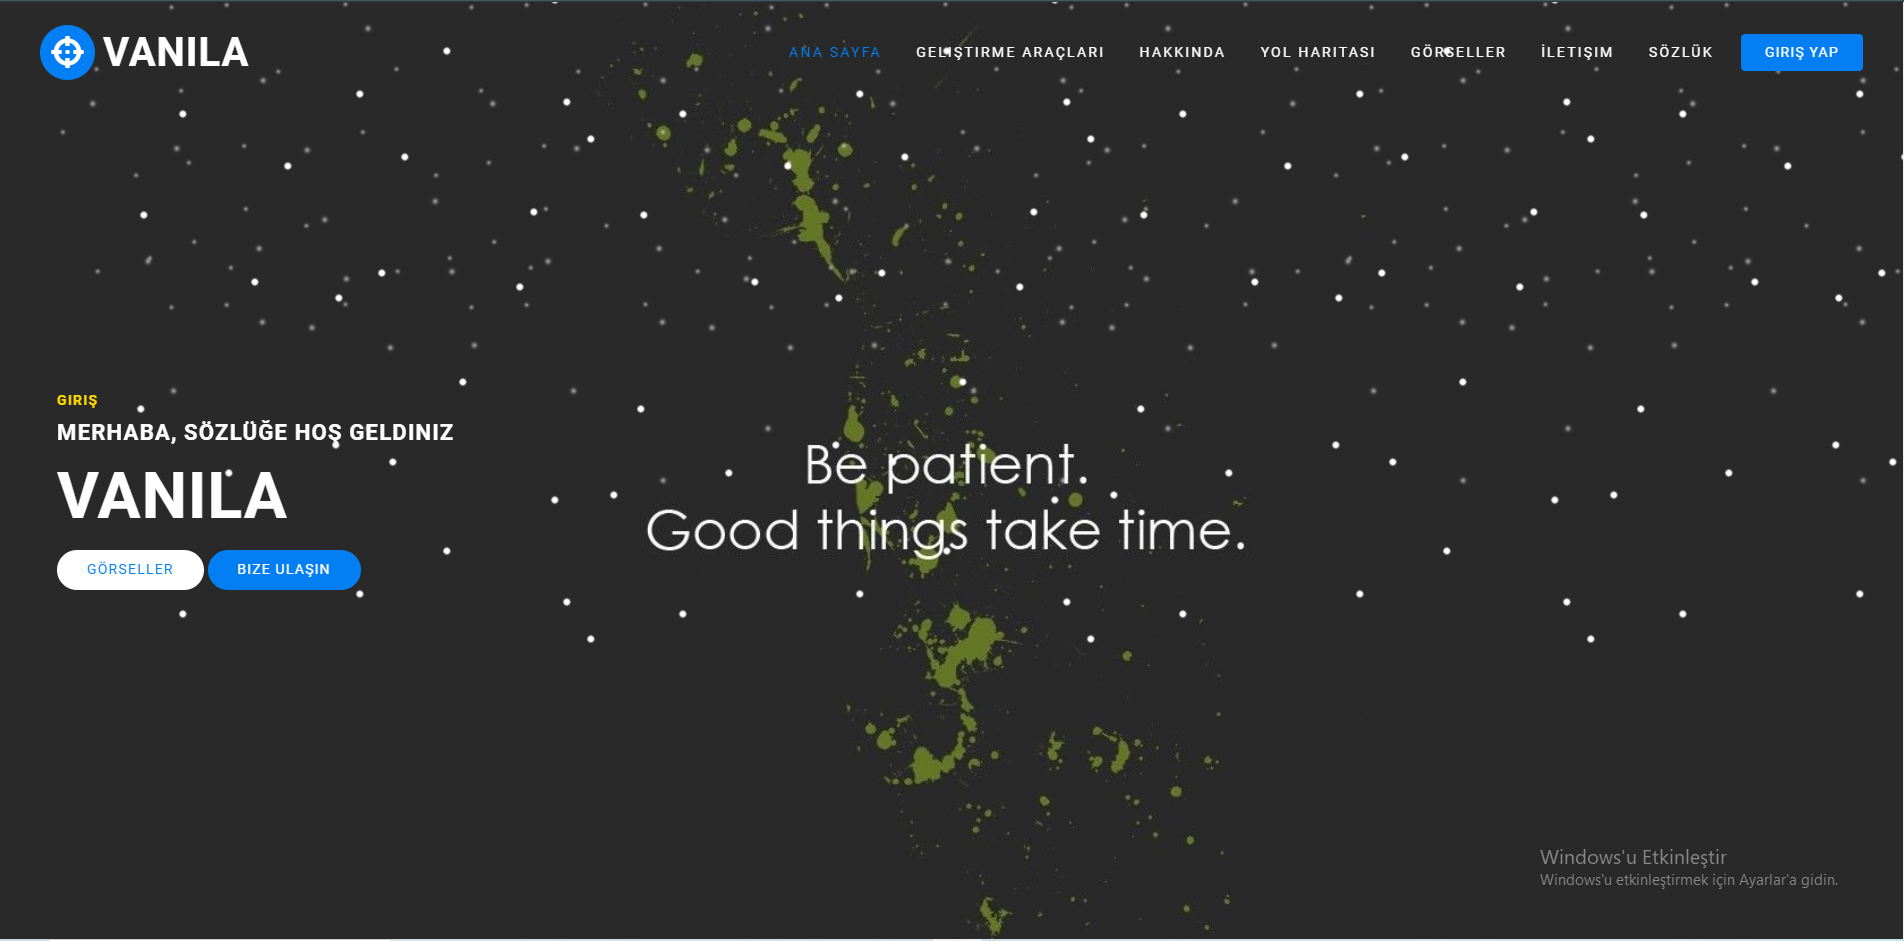 VANILA
ANA SAYFA GELIŞTIRME ARAÇLARI HAKKINDA YOL HARITASI GÖRSELLER İLETIŞIM SÖZLÜK GIRIŞ YAP
GIRIŞ
MERHABA, SÖZLÜĞE HOŞ GELDINIZ
VANILA
GÖRSELLER BIZE ULAŞIN
Be patient.
Good things take time.
Windows'u Etkinleştir
Windows'u etkinleştirmek için Ayarlar'a gidin.